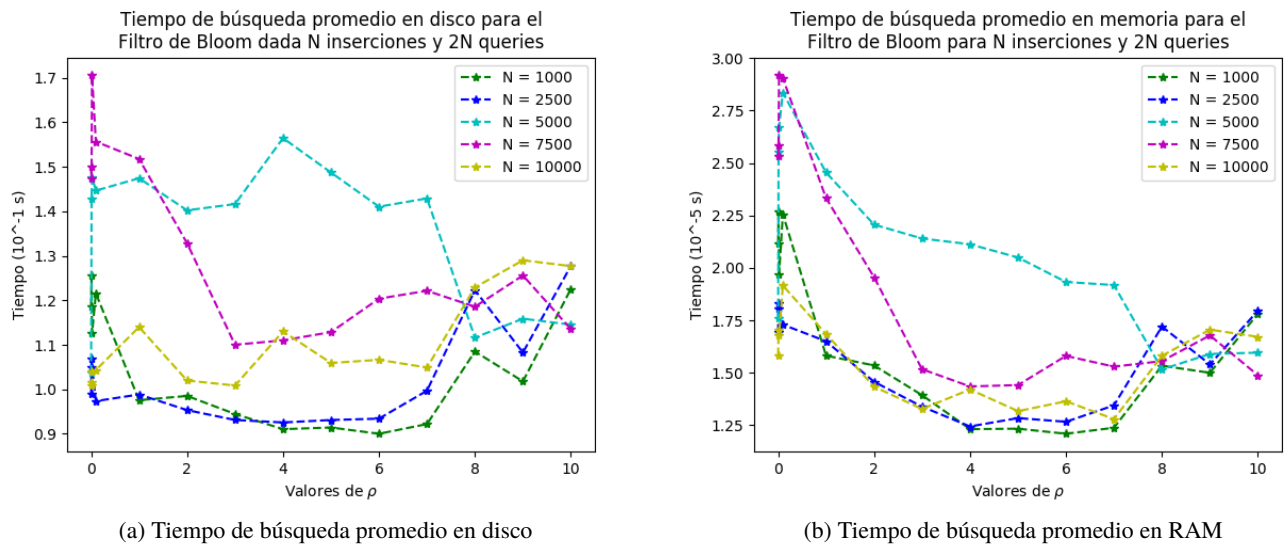 Tiempo de búsqueda promedio en disco para el
Filtro de Bloom dada N inserciones y 2N queries
1.7
1.6
1.5
1.4
1.3
1.2
1.1
1.0
0.9
Tiempo (10^-1 s)
N = 1000
N = 2500
N = 5000
N = 7500
N = 10000
0 2 4 6 8 10
Valores de ρ
(a) Tiempo de búsqueda promedio en disco
Tiempo de búsqueda promedio en memoria para el
Filtro de Bloom para N inserciones y 2N queries
3.00
2.75
2.50
2.25
2.00
1.75
1.50
1.25
Tiempo (10^-5 s)
N = 1000
N = 2500
N = 5000
N = 7500
N = 10000
0 2 4 6 8 10
Valores de ρ
(b) Tiempo de búsqueda promedio en RAM